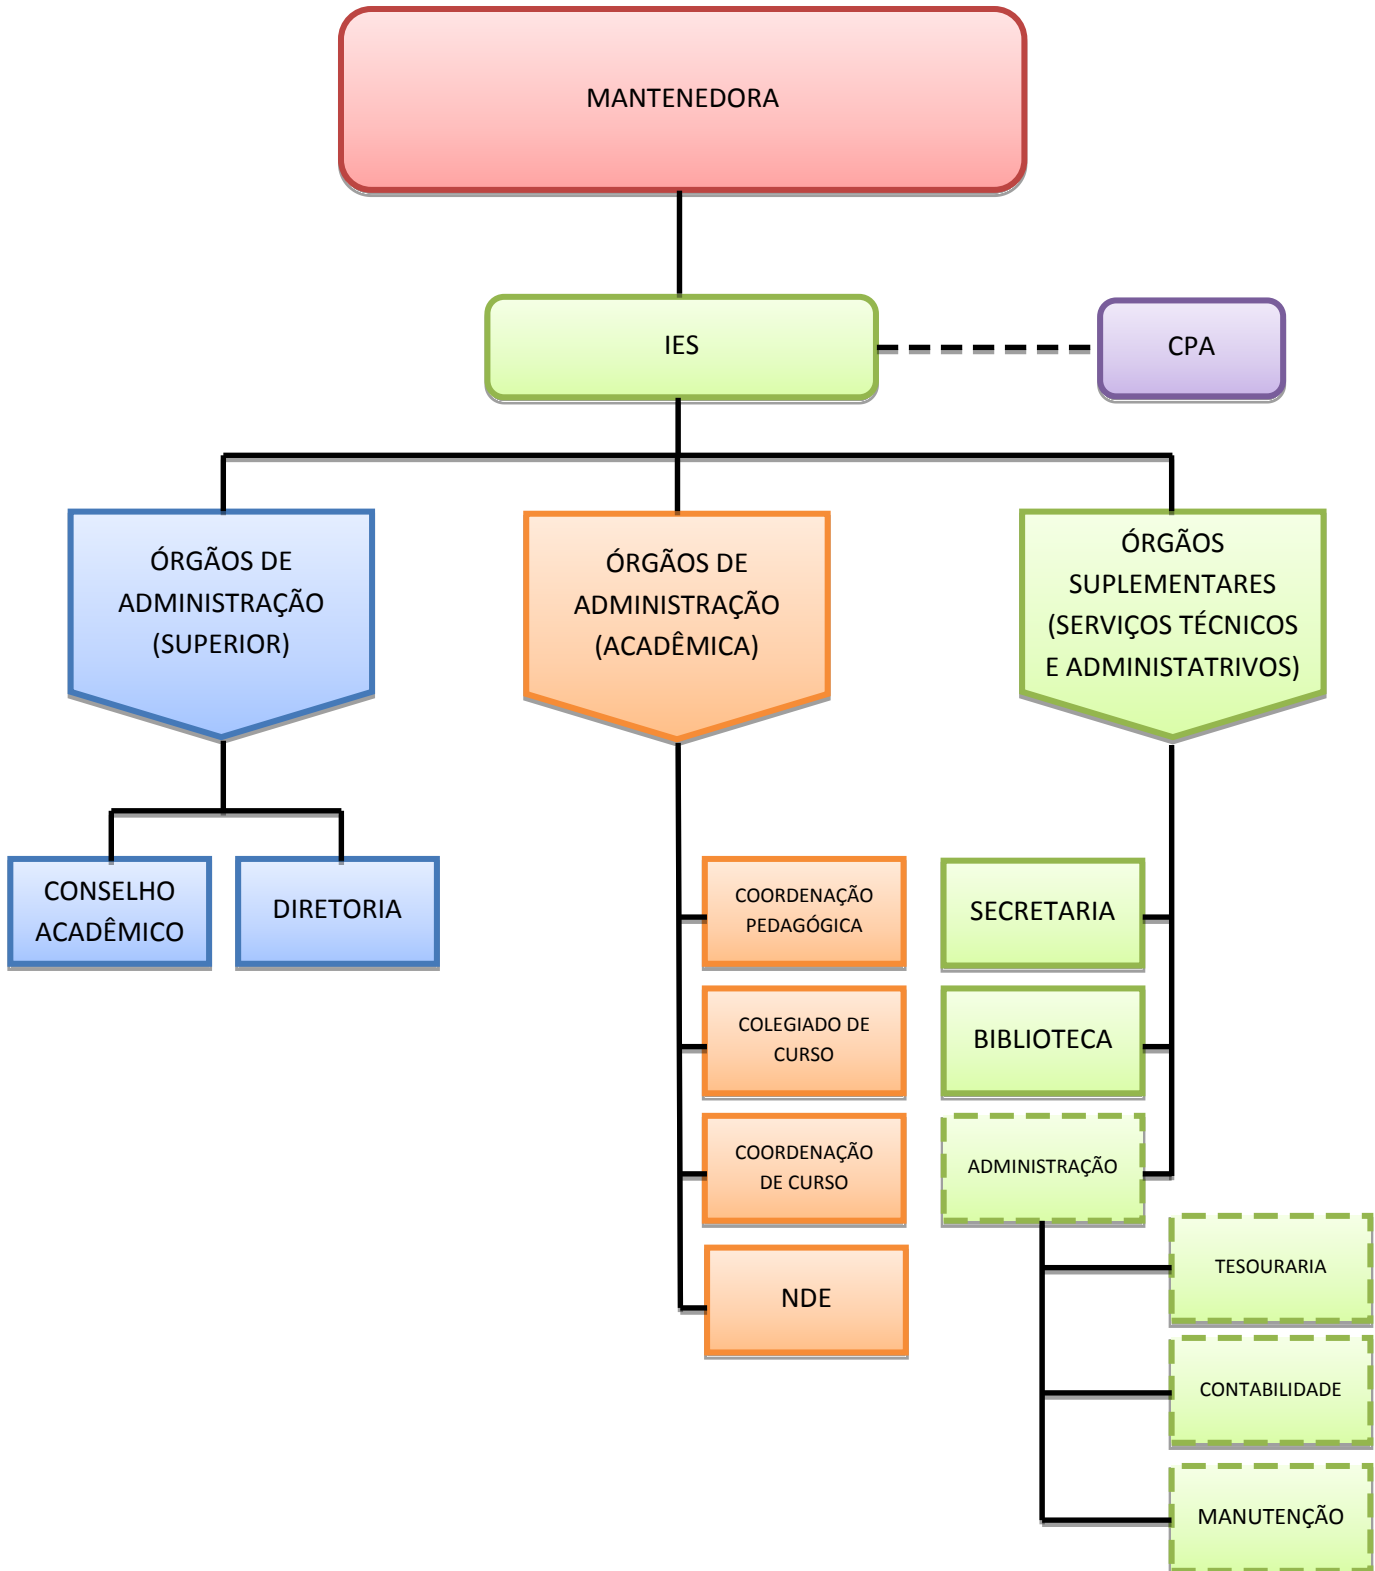 MANTENEDORA
IES
CPA
ÓRGÃOS DE
ADMINISTRAÇÃO
(SUPERIOR)
ÓRGÃOS DE
ADMINISTRAÇÃO
(ACADÊMICA)
ÓRGÃOS
SUPLEMENTARES
(SERVIÇOS TÉCNICOS
E ADMINISTATRIVOS)
CONSELHO
ACADÊMICO
DIRETORIA
COORDENAÇÃO
PEDAGÓGICA
COLEGIADO DE
CURSO
COORDENAÇÃO
DE CURSO
NDE
SECRETARIA
BIBLIOTECA
ADMINISTRAÇÃO
TESOURARIA
CONTABILIDADE
MANUTENÇÃO